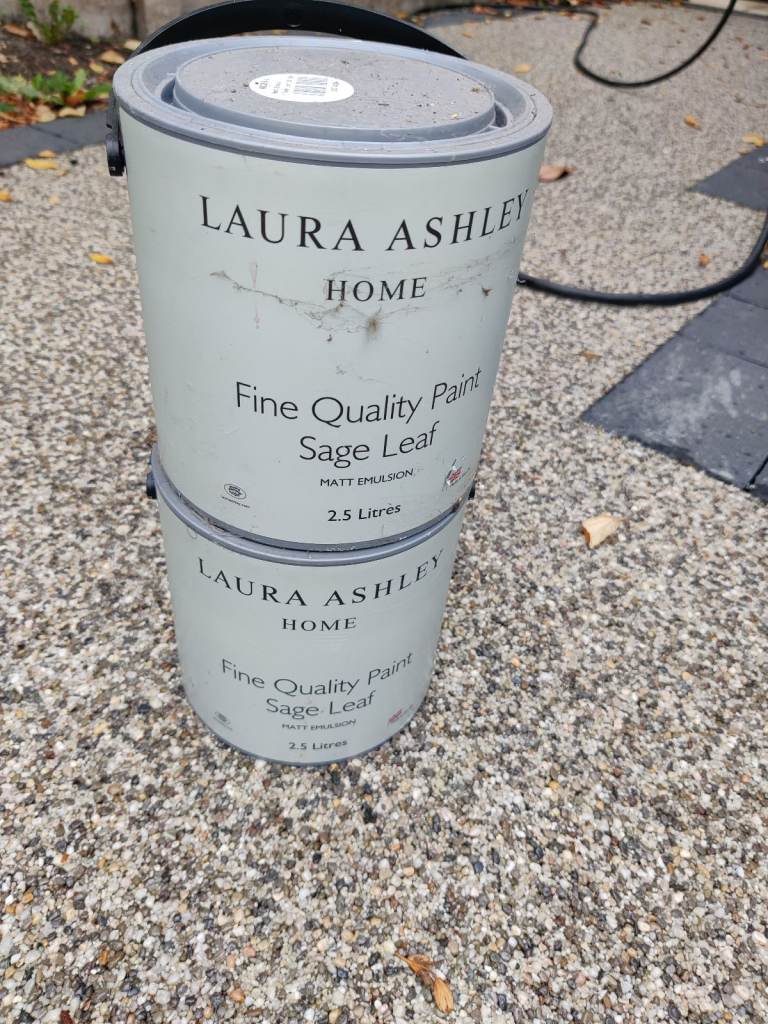 LAURA ASHLEY
HOME
Fine Quality Paint
Sage Leaf
MATT EMULSION
2.5 Litres
LAURA ASHLEY
HOME
Fine Quality Paint
Sage Leaf
MATT EMULSION
2.5 Litres